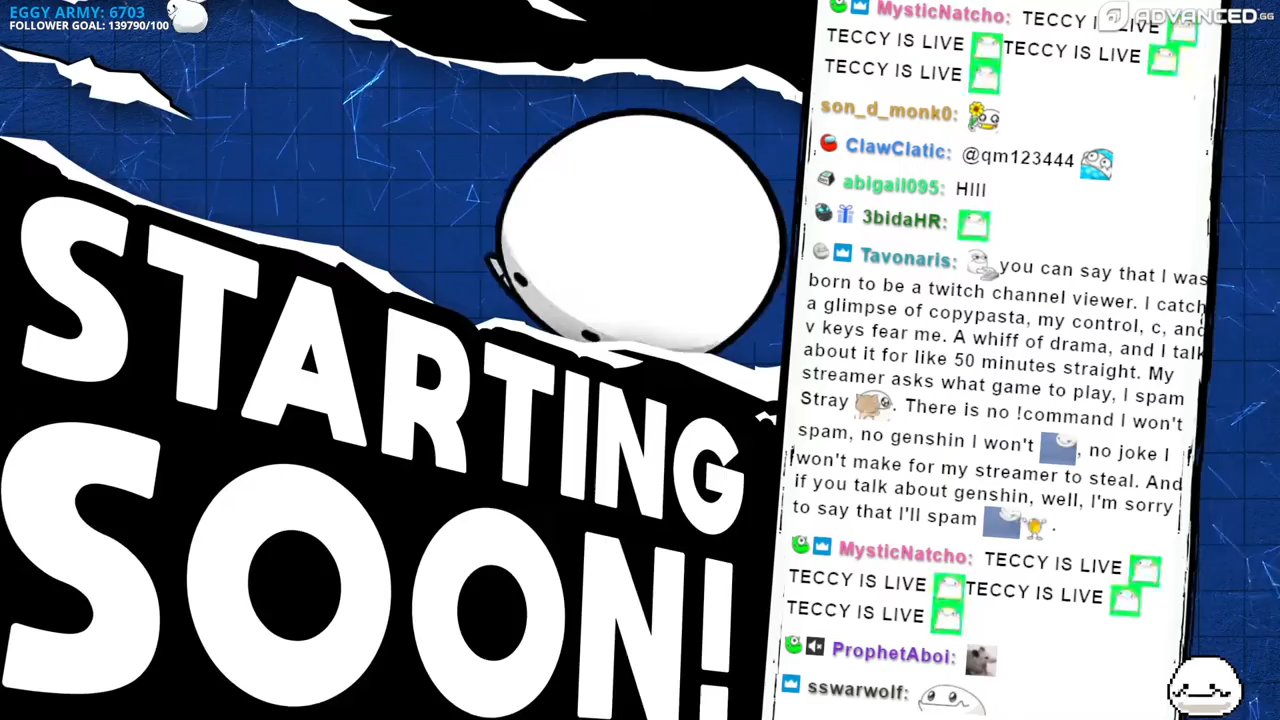 EGGY ARMY: 6703
FOLLOWER GOAL: 139790/100
ADVANCED.GG
STARTING
SOON!
MysticNatcho: TECCY IS LIVE
TECCY IS LIVE TECCY IS LIVE
TECCY IS LIVE
son_d_monk0:
ClawClatic: @qm123444
abigail095: HIII
3bidaHR:
Tavonaris: you can say that I was
born to be a twitch channel viewer. I catch
a glimpse of copypasta, my control, c, and
v keys fear me. A whiff of drama, and I talk
about it for like 50 minutes straight. My
streamer asks what game to play, I spam
Stray . There is no !command I won't
spam, no genshin I won't , no joke I
won't make for my streamer to steal. And
if you talk about genshin, well, I'm sorry
to say that I'll spam .
MysticNatcho: TECCY IS LIVE
TECCY IS LIVE TECCY IS LIVE
TECCY IS LIVE
ProphetAboi:
sswarwolf: